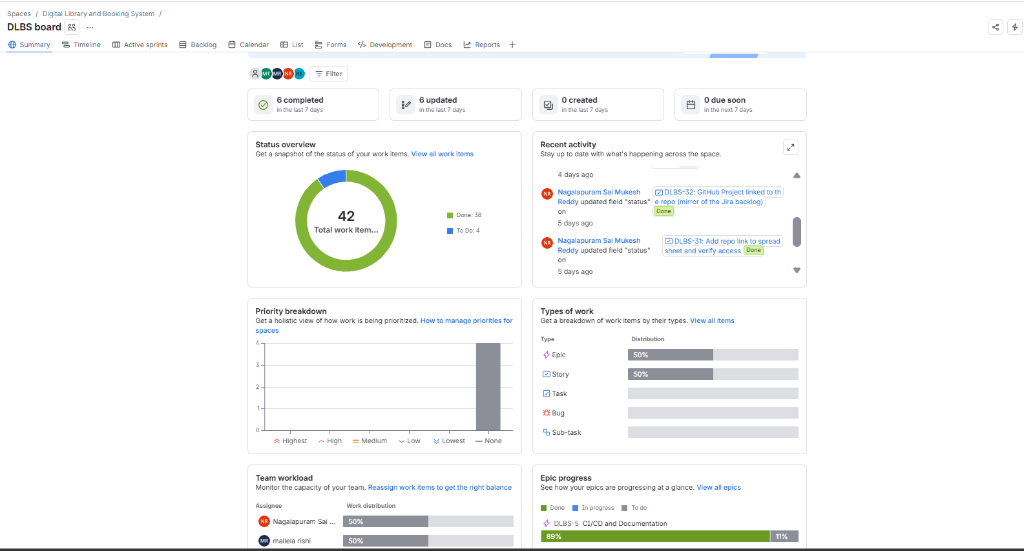 Spaces / Digital Library and Booking System /
DLBS board
Summary Timeline Active sprints Backlog Calendar List Forms Development Docs Reports
MT MR NR Filter
6 completed
in the last 7 days
6 updated
in the last 7 days
0 created
in the last 7 days
0 due soon
in the next 7 days
Status overview
Get a snapshot of the status of your work items. View all work items
42
Total work item...
Done: 38
To Do: 4
Recent activity
Stay up to date with what's happening across the space.
4 days ago
NR Nagalapuram Sai Mukesh
Reddy updated field "status"
on
DLBS-32: GitHub Project linked to th
e repo (mirror of the Jira backlog)
Done
5 days ago
NR Nagalapuram Sai Mukesh
Reddy updated field "status"
on
DLBS-31: Add repo link to spread
sheet and verify access Done
5 days ago
Priority breakdown
Get a holistic view of how work is being prioritized. How to manage priorities for
spaces
4
3
2
1
0
Highest High Medium Low Lowest None
Types of work
Get a breakdown of work items by their types. View all items
Type Distribution
Epic 50%
Story 50%
Task
Bug
Sub-task
Team workload
Monitor the capacity of your team. Reassign work items to get the right balance
Assignee Work distribution
NR Nagalapuram Sai ... 50%
MR mallela rishi 50%
Epic progress
See how your epics are progressing at a glance. View all epics
Done In progress To do
DLBS-5 CI/CD and Documentation
89% 11%